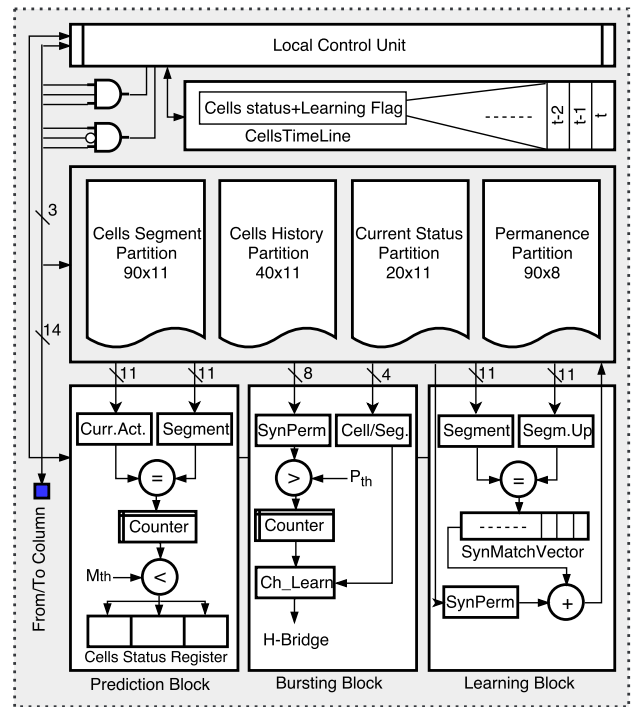 Local Control Unit
Cells status+Learning Flag
CellsTimeLine
t-2
t-1
t
3
14
Cells Segment
Partition
90x11
Cells History
Partition
40x11
Current Status
Partition
20x11
Permanence
Partition
90x8
11
11
8
4
11
11
Curr.Act.
Segment
=
Counter
Mth
<
Cells Status Register
Prediction Block
SynPerm
Cell/Seg.
>
Pth
Counter
Ch_Learn
H-Bridge
Bursting Block
Segment
Segm.Up
=
SynMatchVector
SynPerm
+
Learning Block
From/To Column